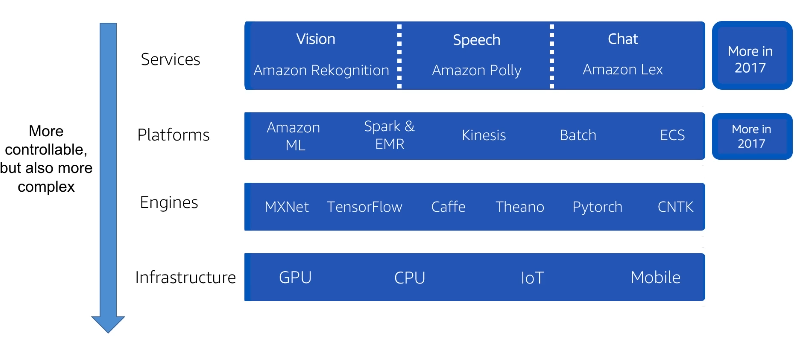 Services
Vision
Amazon Rekognition
Speech
Amazon Polly
Chat
Amazon Lex
More in
2017
More
controllable,
but also more
complex
Platforms
Amazon
ML
Spark &
EMR
Kinesis
Batch
ECS
More in
2017
Engines
MXNet
TensorFlow
Caffe
Theano
Pytorch
CNTK
Infrastructure
GPU
CPU
IoT
Mobile